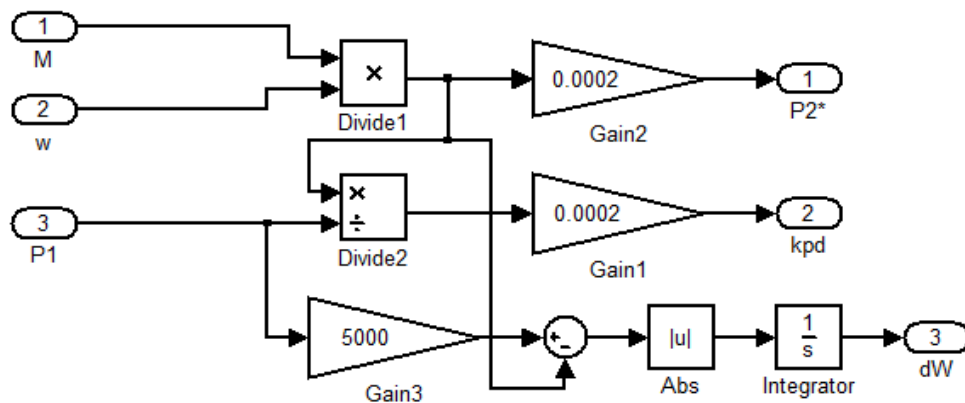 1
M
2
w
×
Divide1
0.0002
Gain2
1
P2*
3
P1
×
÷
Divide2
0.0002
Gain1
2
kpd
5000
Gain3
+
-
|u|
Abs
1
s
Integrator
3
dW